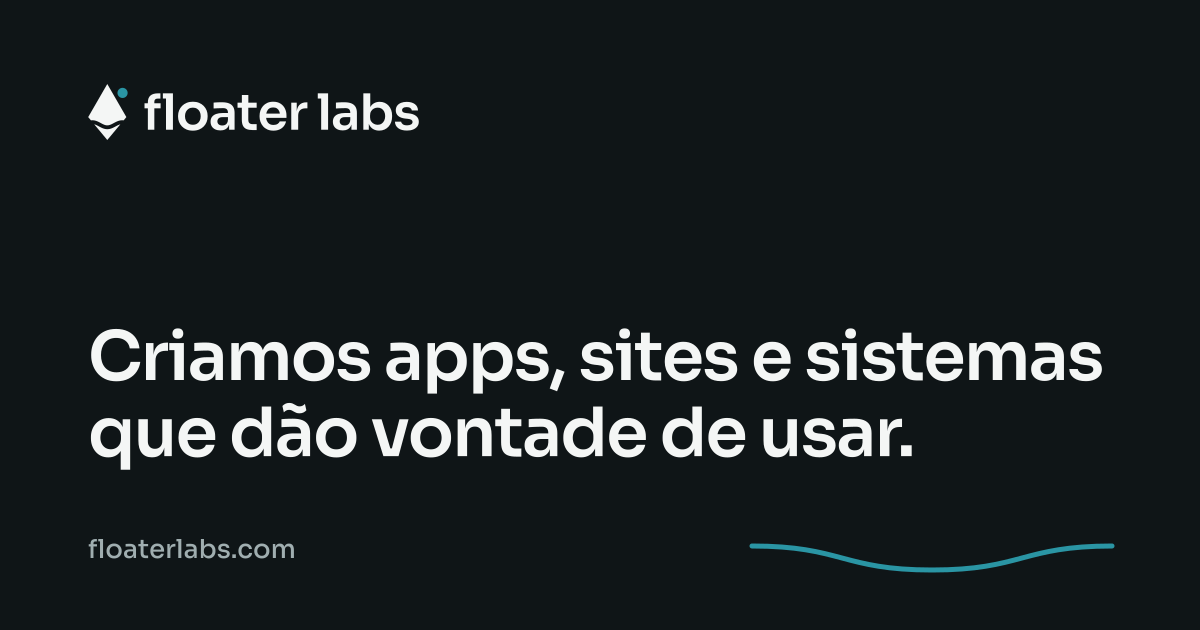 floater labs
Criamos apps, sites e sistemas
que dão vontade de usar.
floaterlabs.com